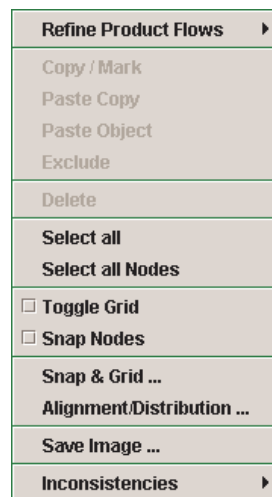 Refine Product Flows
Copy / Mark
Paste Copy
Paste Object
Exclude
Delete
Select all
Select all Nodes
Toggle Grid
Snap Nodes
Snap & Grid ...
Alignment/Distribution ...
Save Image ...
Inconsistencies